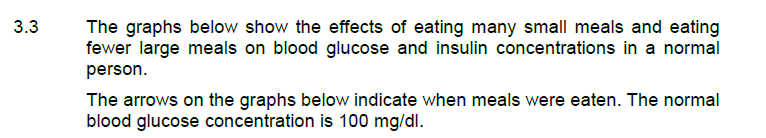 3.3 The graphs below show the effects of eating many small meals and eating
fewer large meals on blood glucose and insulin concentrations in a normal
person.
The arrows on the graphs below indicate when meals were eaten. The normal
blood glucose concentration is 100 mg/dl.